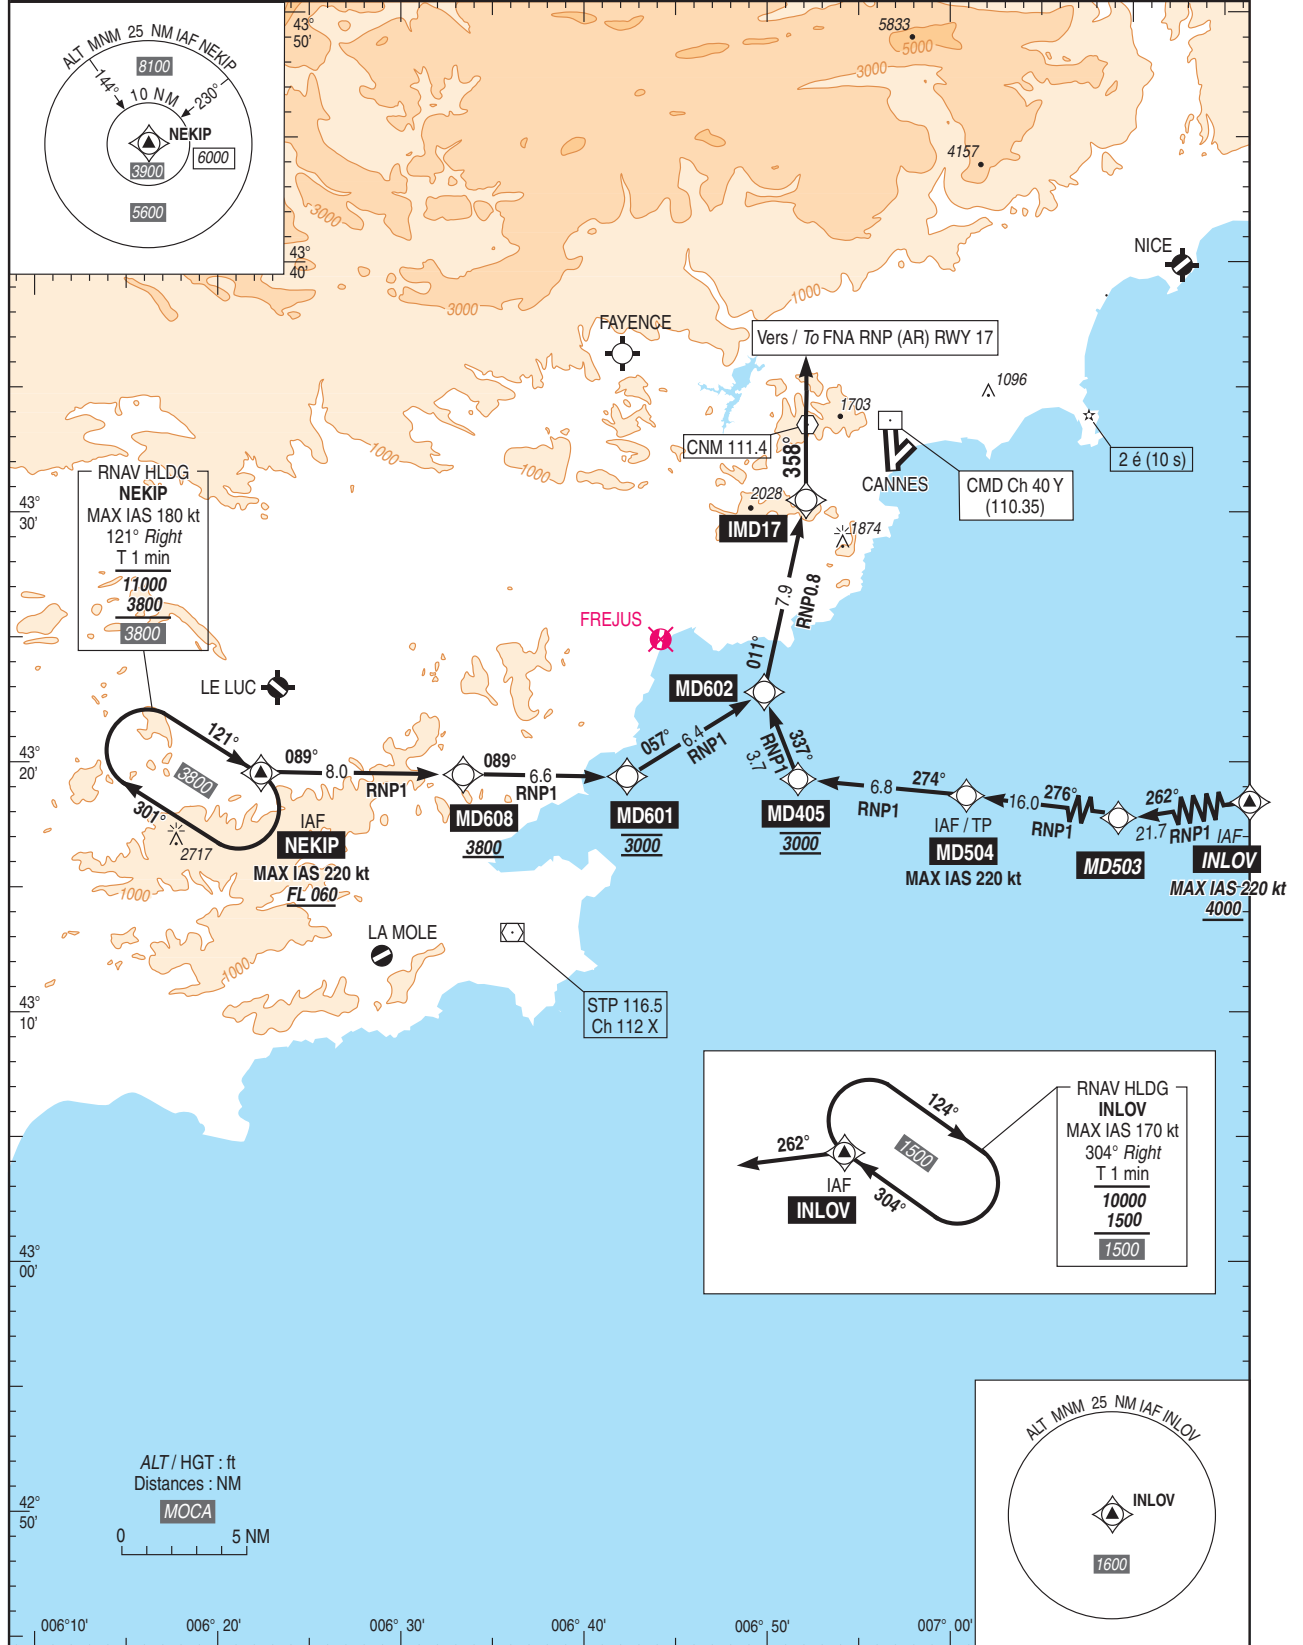 ALT MNM 25 NM IAF NEKIP
8100
144°
10 NM
230°
NEKIP
6000
3900
5600
43°
50'
5833
5000
3000
4157
3000
43°
40'
NICE
3000
1000
FAYENCE
Vers / To FNA RNP (AR) RWY 17
1096
1703
CNM 111.4
358°
2 é (10 s)
1000
1000
CANNES
CMD Ch 40 Y
(110.35)
RNAV HLDG
NEKIP
MAX IAS 180 kt
121° Right
T 1 min
11000
3800
3800
43°
30'
2028
IMD17
1874
7.9
RNP0.8
FREJUS
011°
LE LUC
MD602
121°
3800
301°
2717
43°
20'
089°
8.0
RNP1
089°
6.6
RNP1
057°
6.4
RNP1
337°
RNP1
3.7
274°
6.8
RNP1
276°
16.0
RNP1
262°
21.7
RNP1
IAF
INLOV
MAX IAS 220 kt
4000
IAF
NEKIP
MAX IAS 220 kt
FL 060
MD608
3800
MD601
3000
MD405
3000
IAF / TP
MD504
MAX IAS 220 kt
MD503
1000
LA MOLE
1000
STP 116.5
Ch 112 X
43°
10'
124°
262°
1500
IAF
INLOV
304°
RNAV HLDG
INLOV
MAX IAS 170 kt
304° Right
T 1 min
10000
1500
1500
43°
00'
ALT MNM 25 NM IAF INLOV
INLOV
1600
ALT / HGT : ft
Distances : NM
MOCA
0 5 NM
42°
50'
006°10'
006° 20'
006° 30'
006° 40'
006° 50'
007° 00'